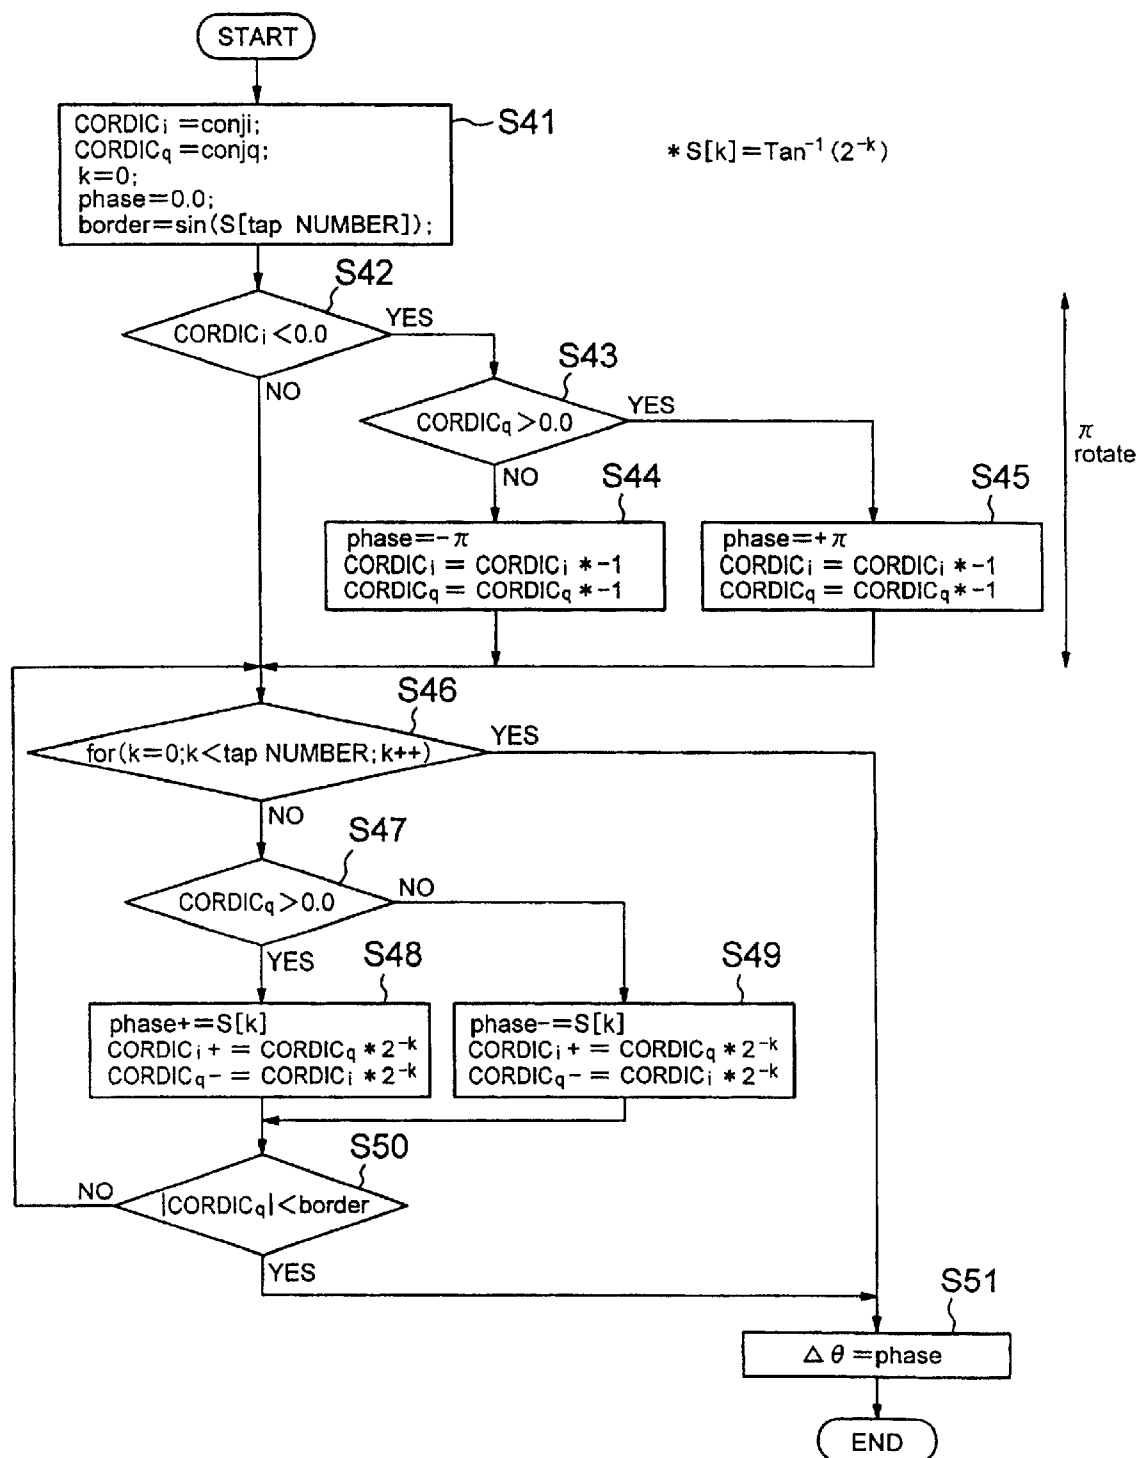 START
CORDICi =conji;
CORDICq =conjq;
k=0;
phase=0.0;
border=sin(S[tap NUMBER]);
S41
* S[k]=Tan⁻¹ (2⁻ᵏ)
S42
CORDICi <0.0
YES
NO
S43
CORDICq >0.0
YES
NO
π
rotate
S44
phase=-π
CORDICi = CORDICi * -1
CORDICq = CORDICq * -1
S45
phase=+π
CORDICi = CORDICi * -1
CORDICq = CORDICq * -1
S46
for(k=0;k<tap NUMBER;k++)
YES
NO
S47
CORDICq >0.0
NO
YES
S48
phase+=S[k]
CORDICi + = CORDICq * 2⁻ᵏ
CORDICq - = CORDICi * 2⁻ᵏ
S49
phase-=S[k]
CORDICi + = CORDICq * 2⁻ᵏ
CORDICq - = CORDICi * 2⁻ᵏ
S50
|CORDICq|<border
NO
YES
S51
△ θ =phase
END